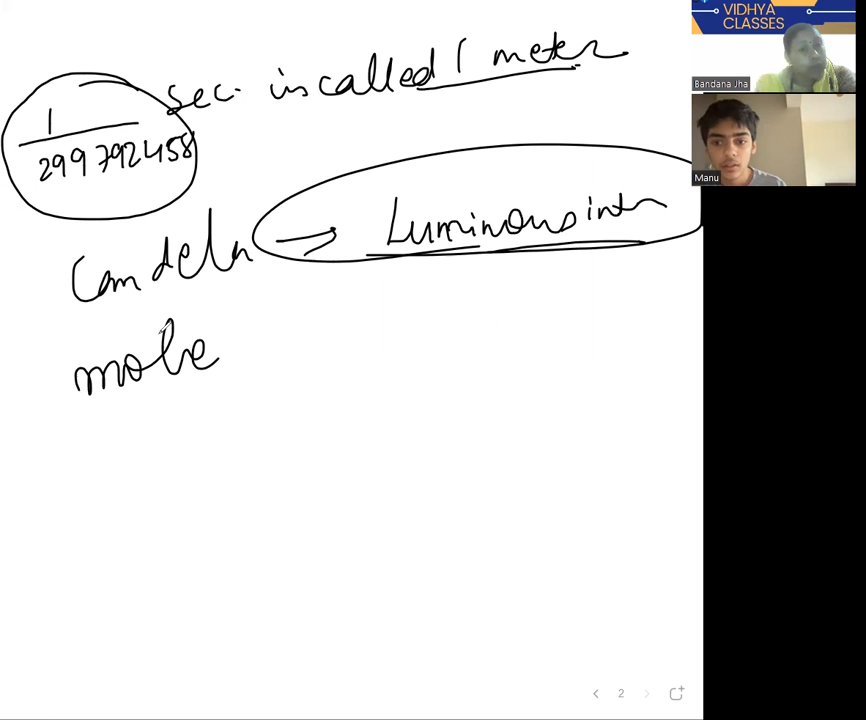 VIDHYA
CLASSES
Bandana Jha
Manu
1
299792458
sec. is called 1 meter
Candela → Luminous inten
mole
2